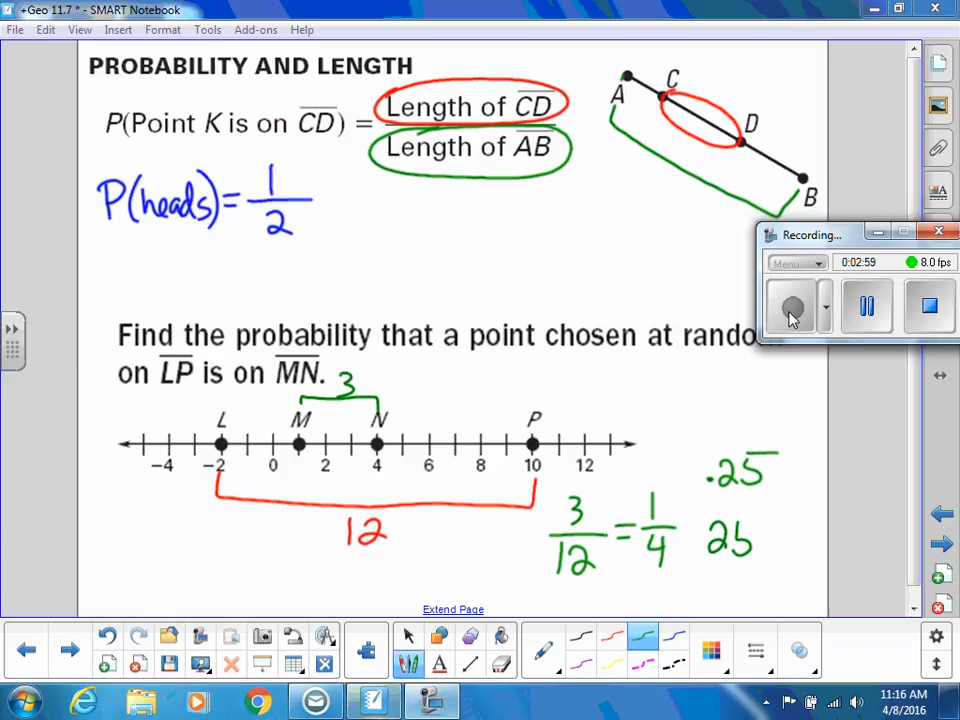 +Geo 11.7 * - SMART Notebook
File Edit View Insert Format Tools Add-ons Help
PROBABILITY AND LENGTH
P(Point K is on CD) = Length of CD
Length of AB
A C D B
P(heads) = 1/2
Recording...
Menu 0:02:59 8.0 fps
Find the probability that a point chosen at rando
on LP is on MN.
3
L M N P
-4 -2 0 2 4 6 8 10 12
12
3/12 = 1/4
.25
25
Extend Page
11:16 AM
4/8/2016